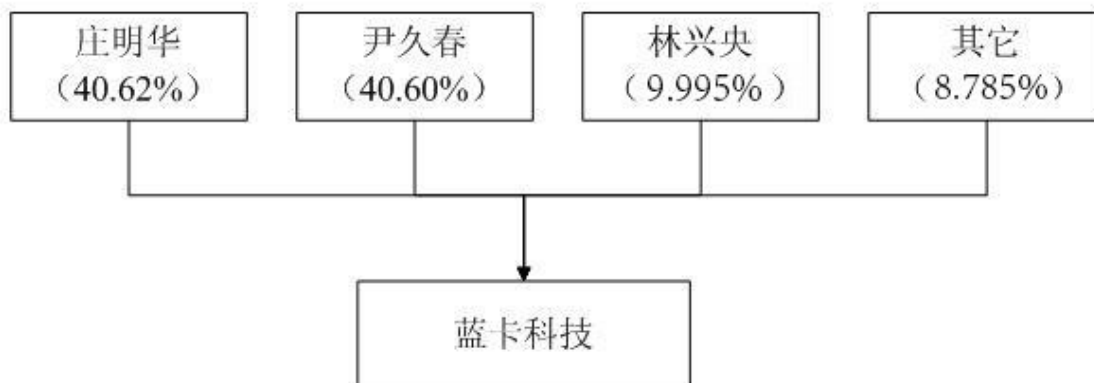 庄明华
（40.62%）
尹久春
（40.60%）
林兴央
（9.995%）
其它
（8.785%）
蓝卡科技